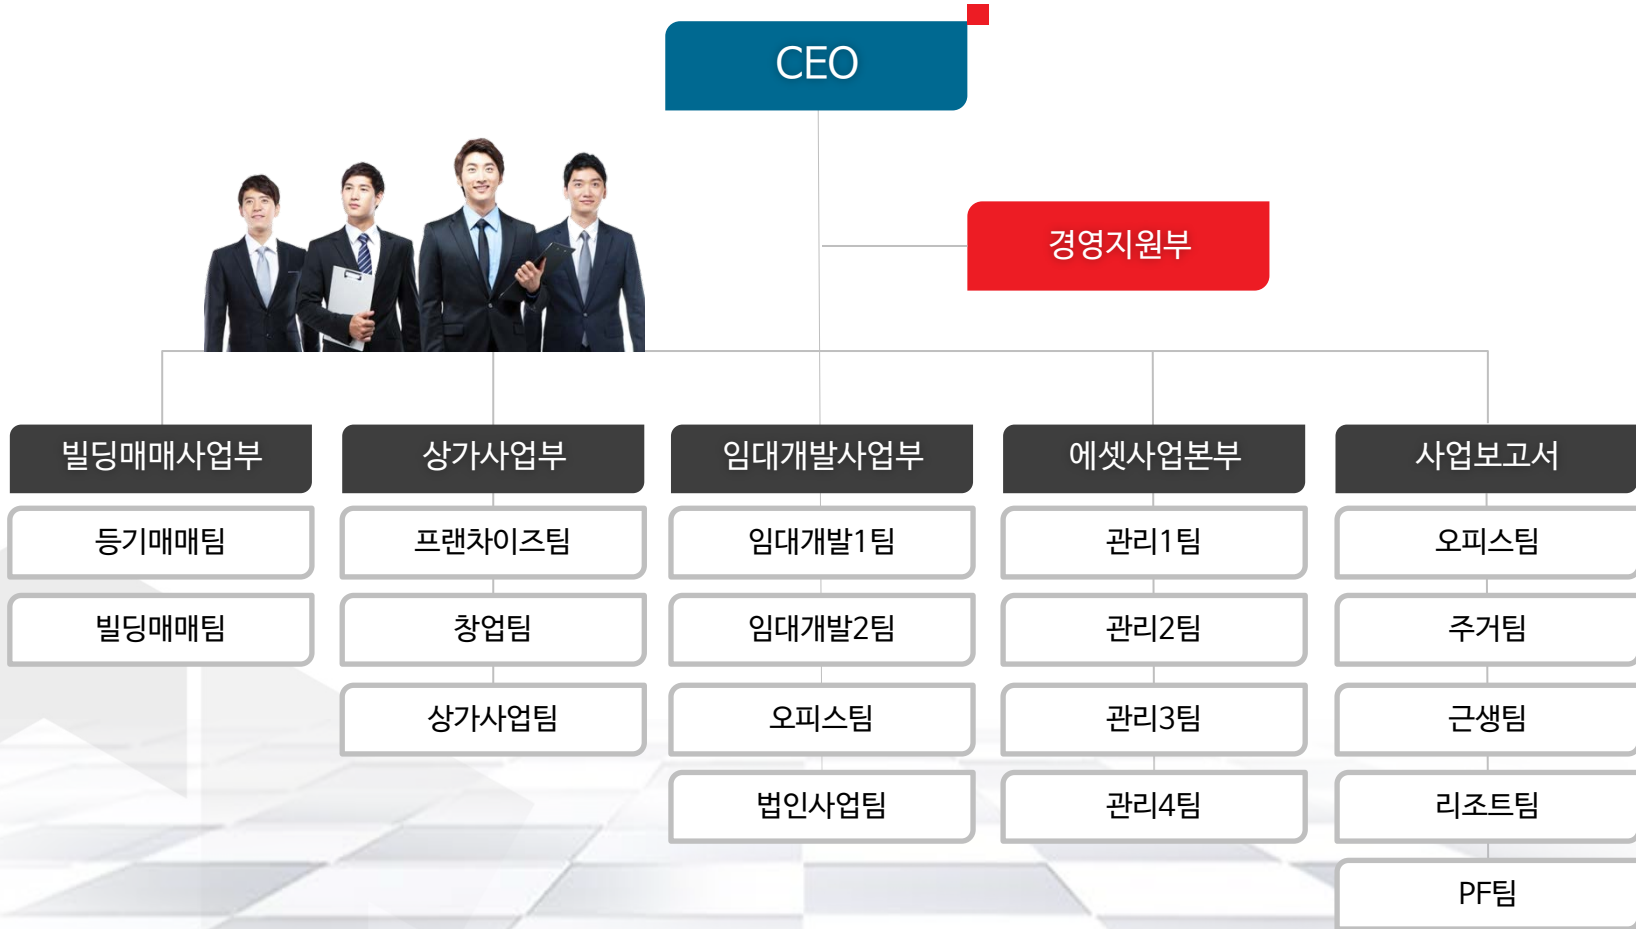 CEO
경영지원부
빌딩매매사업부
등기매매팀
빌딩매매팀
상가사업부
프랜차이즈팀
창업팀
상가사업팀
임대개발사업부
임대개발1팀
임대개발2팀
오피스팀
법인사업팀
에셋사업본부
관리1팀
관리2팀
관리3팀
관리4팀
사업보고서
오피스팀
주거팀
근생팀
리조트팀
PF팀